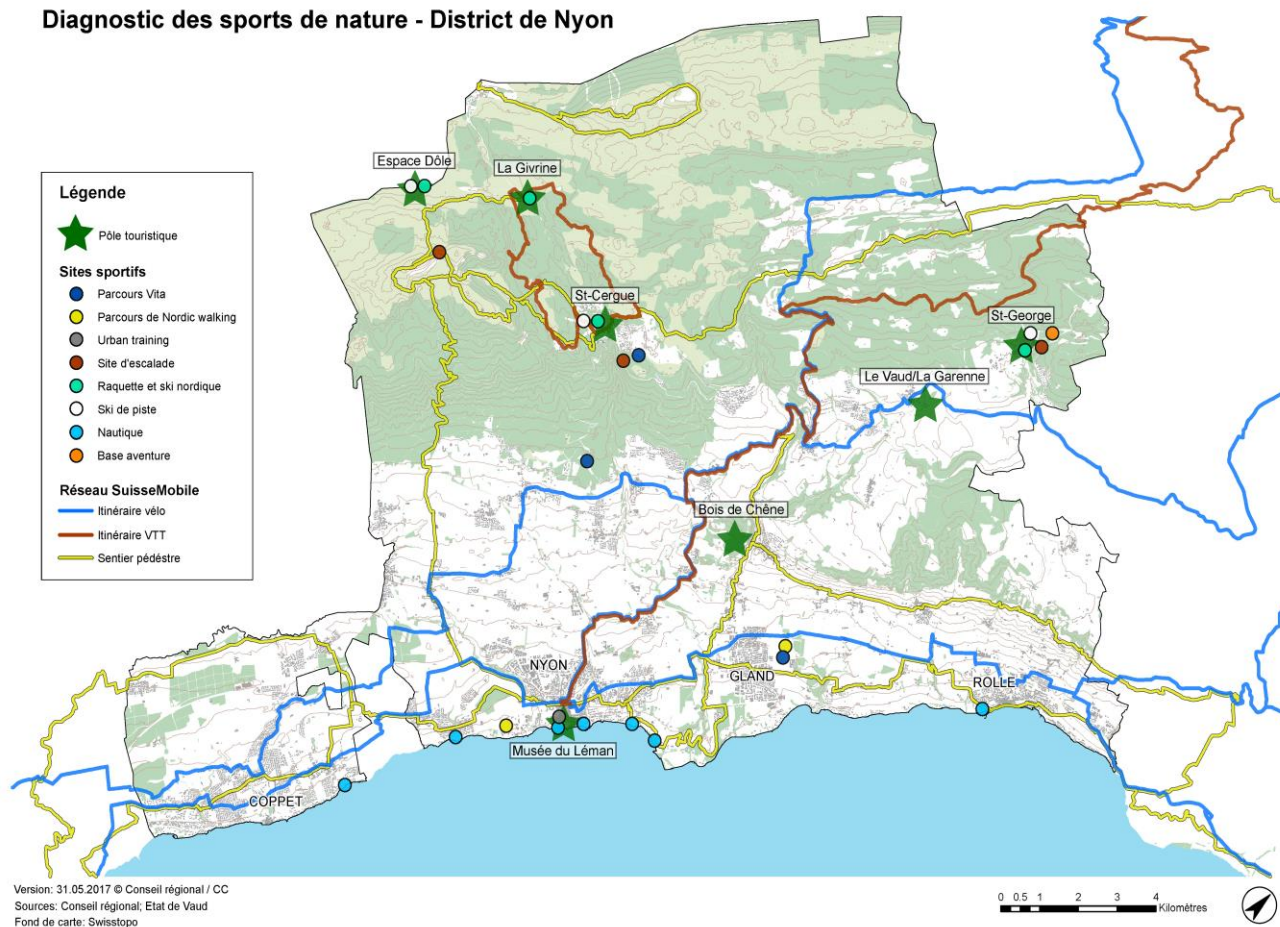 Diagnostic des sports de nature - District de Nyon
Espace Dôle
La Givrine
Légende
Pôle touristique
Sites sportifs
Parcours Vita
Parcours de Nordic walking
Urban training
Site d'escalade
Raquette et ski nordique
Ski de piste
Nautique
Base aventure
Réseau SuisseMobile
Itinéraire vélo
Itinéraire VTT
Sentier pédéstre
St-Cergue
St-George
Le Vaud/La Garenne
Bois de Chêne
NYON
GLAND
ROLLE
Musée du Léman
COPPET
Version: 31.05.2017 © Conseil régional / CC
Sources: Conseil régional; Etat de Vaud
Fond de carte: Swisstopo
0 0.5 1 2 3 4
Kilomètres